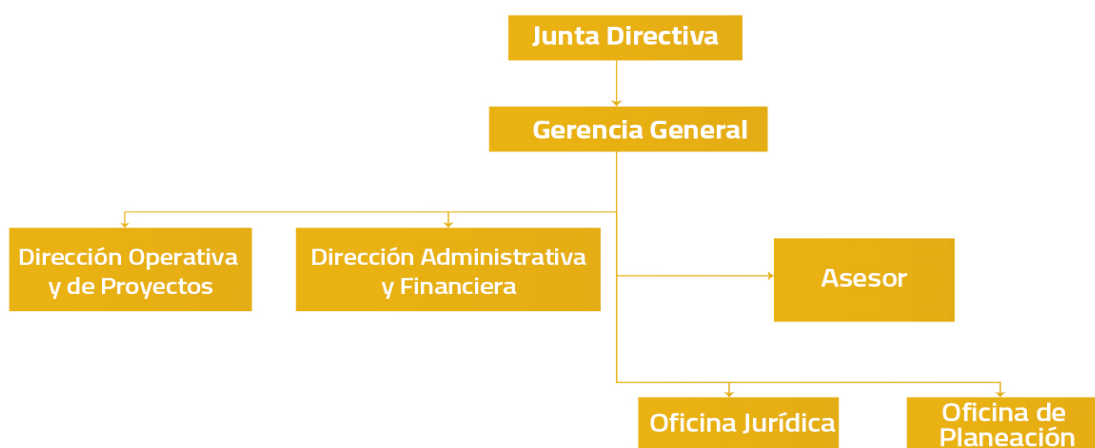 Junta Directiva
Gerencia General
Dirección Operativa
y de Proyectos
Dirección Administrativa
y Financiera
Asesor
Oficina Jurídica
Oficina de
Planeación